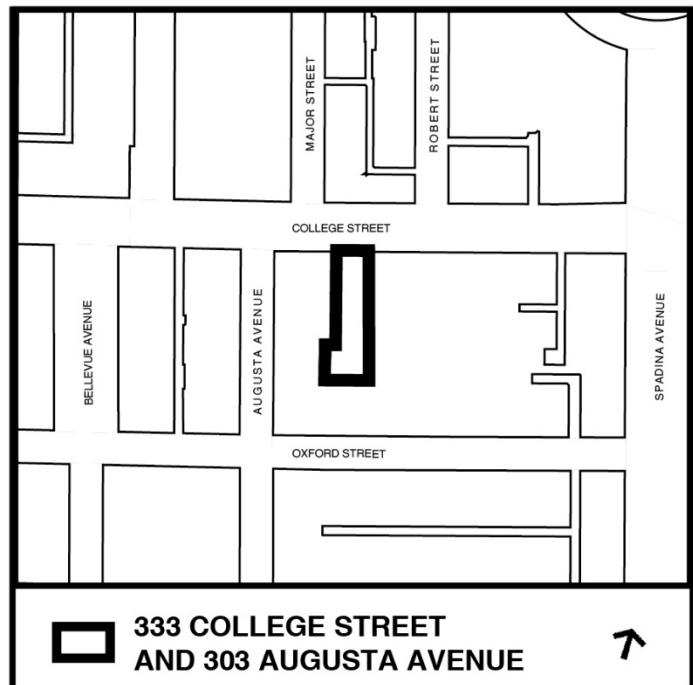 MAJOR STREET
ROBERT STREET
COLLEGE STREET
BELLEVUE AVENUE
AUGUSTA AVENUE
SPADINA AVENUE
OXFORD STREET
333 COLLEGE STREET
AND 303 AUGUSTA AVENUE